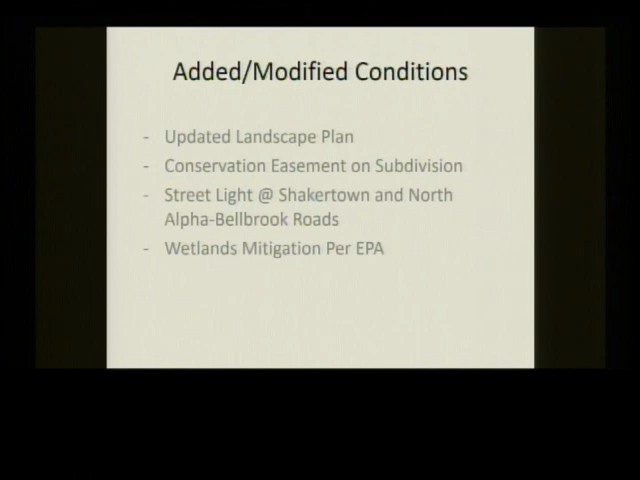 Added/Modified Conditions
- Updated Landscape Plan
- Conservation Easement on Subdivision
- Street Light @ Shakertown and North
Alpha-Bellbrook Roads
- Wetlands Mitigation Per EPA